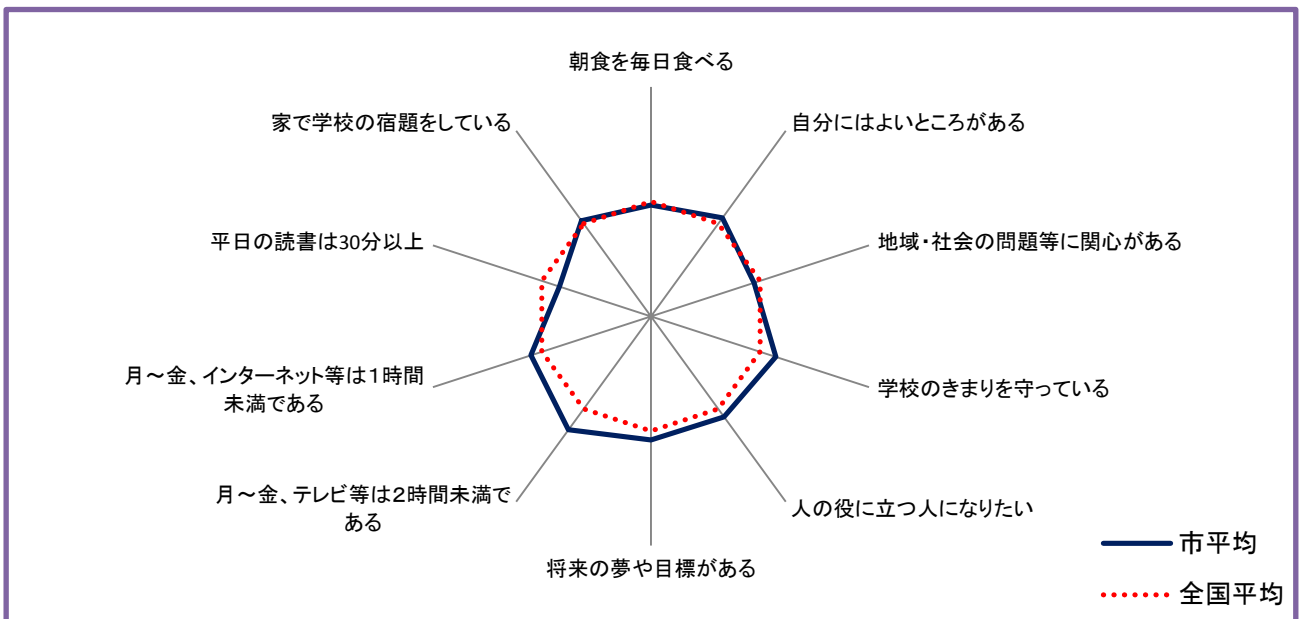 朝食を毎日食べる
自分にはよいところがある
地域・社会の問題等に関心がある
学校のきまりを守っている
人の役に立つ人になりたい
将来の夢や目標がある
月～金、テレビ等は２時間未満で
ある
月～金、インターネット等は１時間
未満である
平日の読書は30分以上
家で学校の宿題をしている
市平均
全国平均